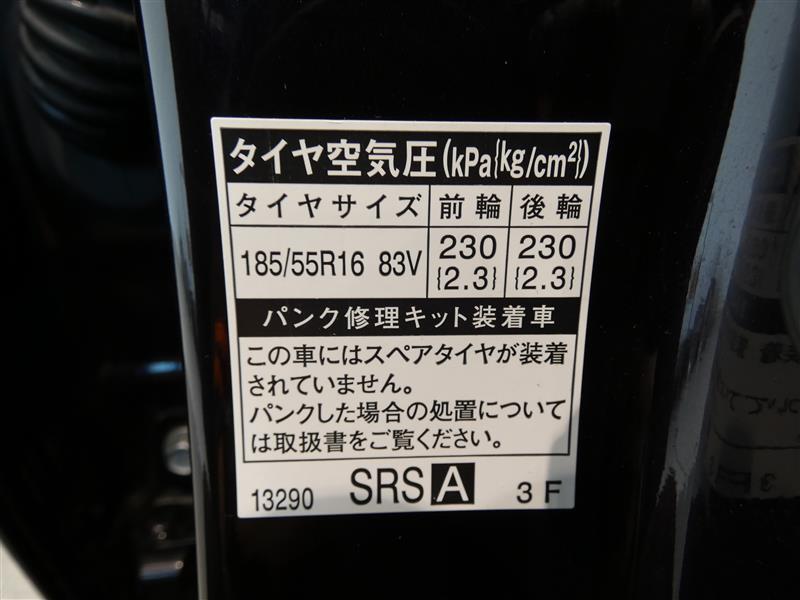 タイヤ空気圧(kPa{kg/cm²})
タイヤサイズ 前輪 後輪
185/55R16 83V 230 230
{2.3} {2.3}
パンク修理キット装着車
この車にはスペアタイヤが装着
されていません。
パンクした場合の処置について
は取扱書をご覧ください。
13290 SRS A 3F